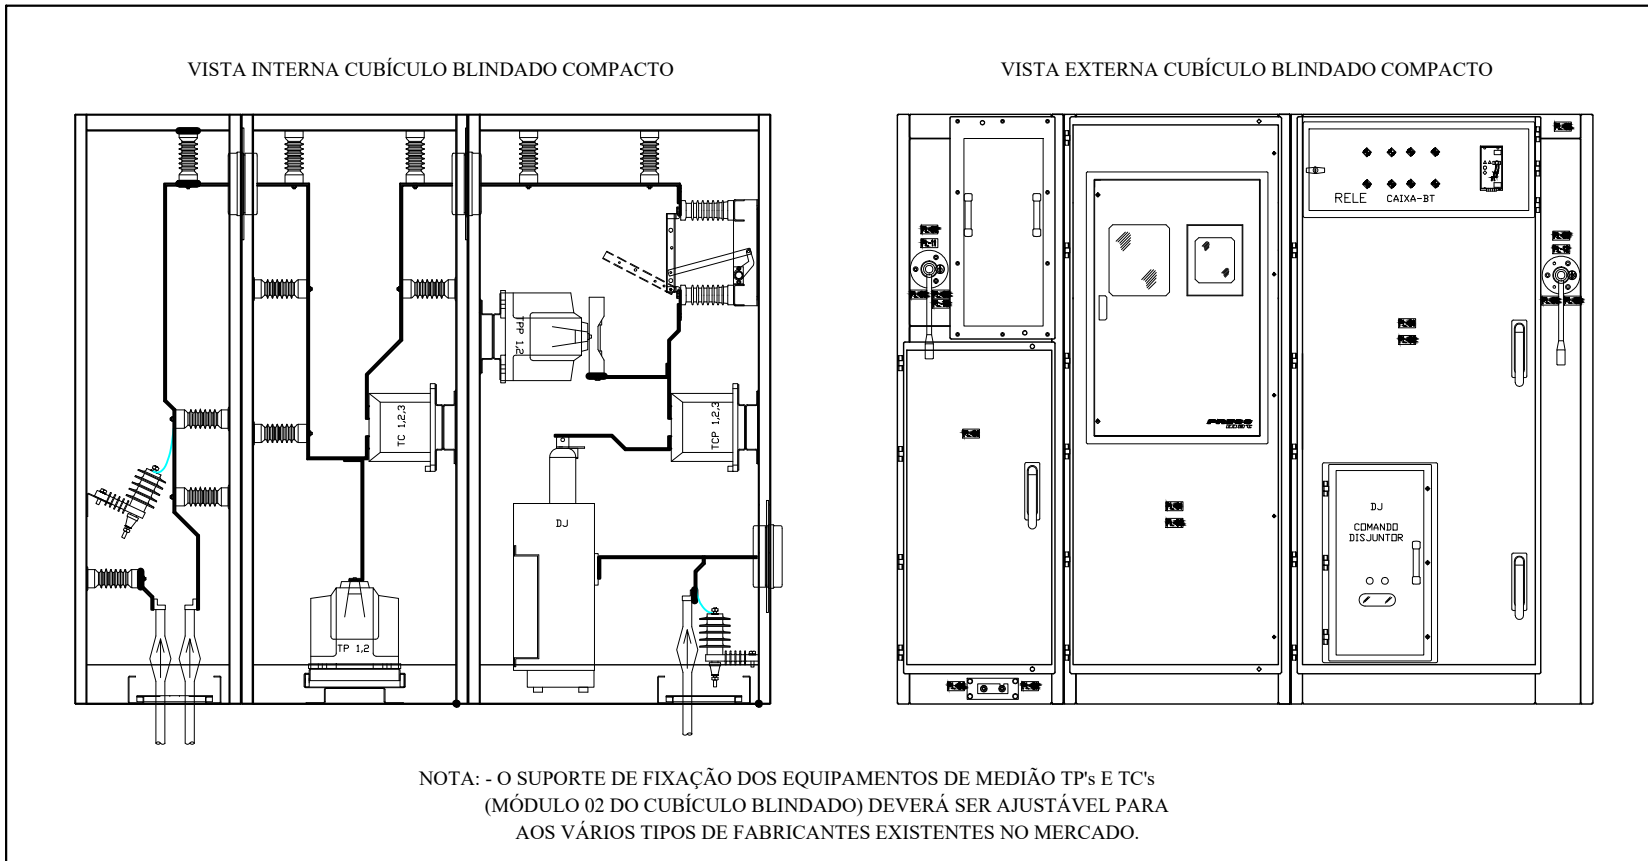 VISTA INTERNA CUBÍCULO BLINDADO COMPACTO
VISTA EXTERNA CUBÍCULO BLINDADO COMPACTO
TPP 1,2
TC 1,2,3
TCP 1,2,3
DJ
TP 1,2
RELE
CAIXA-BT
PL-11
DJ
COMANDO
DISJUNTOR
NOTA: - O SUPORTE DE FIXAÇÃO DOS EQUIPAMENTOS DE MEDIÃO TP's E TC's
(MÓDULO 02 DO CUBÍCULO BLINDADO) DEVERÁ SER AJUSTÁVEL PARA
AOS VÁRIOS TIPOS DE FABRICANTES EXISTENTES NO MERCADO.